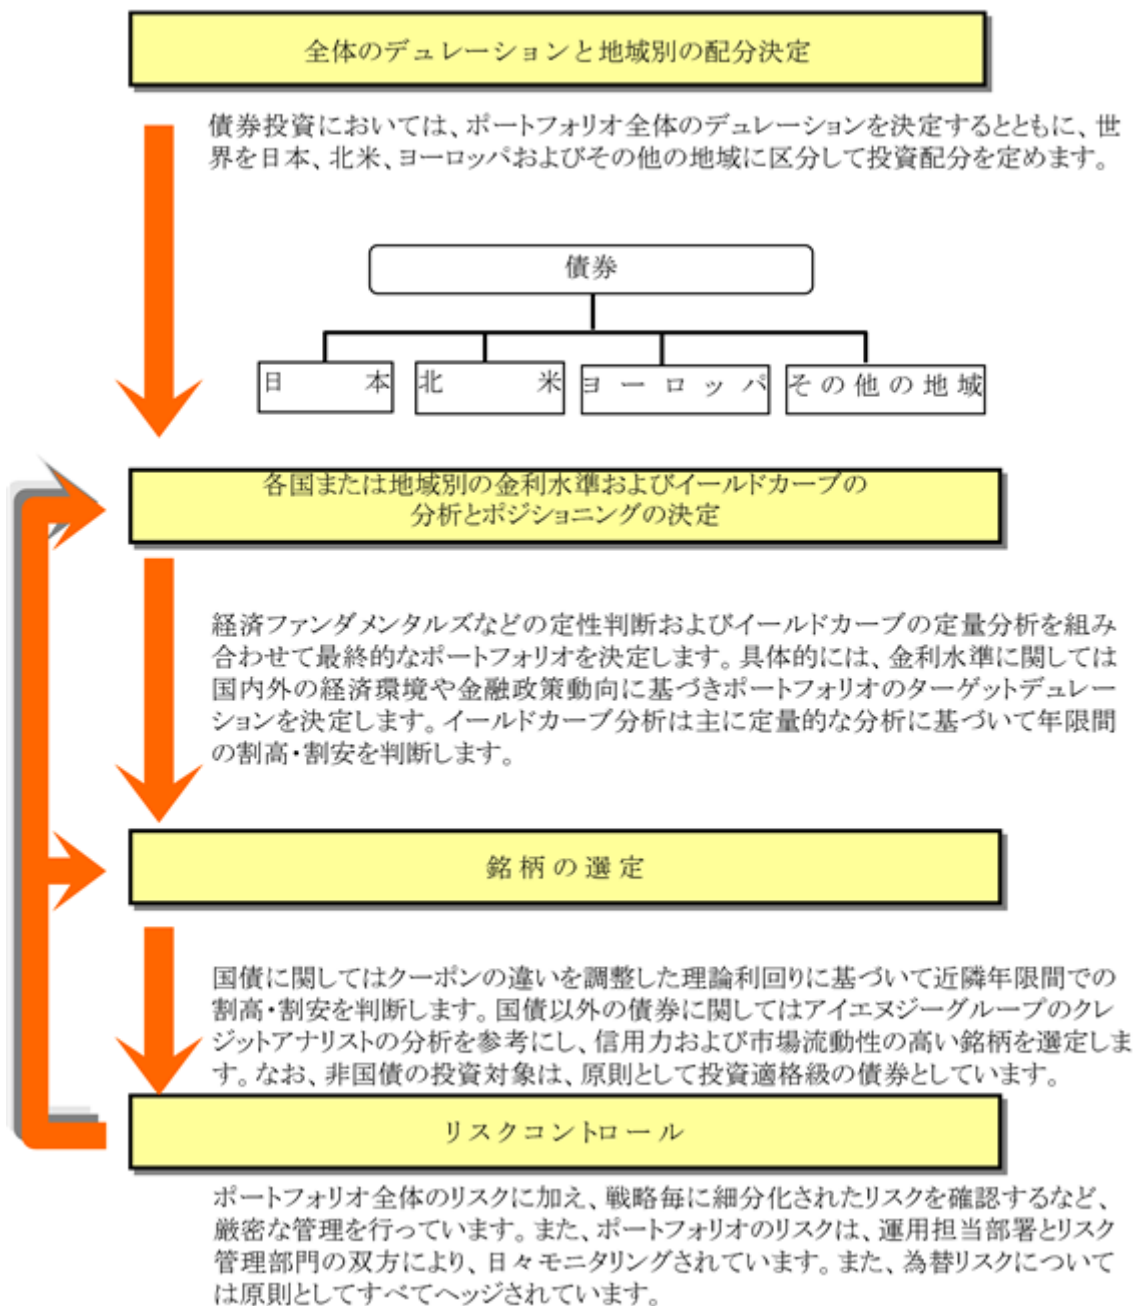 全体のデュレーションと地域別の配分決定
債券投資においては、ポートフォリオ全体のデュレーションを決定するとともに、世
界を日本、北米、ヨーロッパおよびその他の地域に区分して投資配分を定めます。
債券
日本
北米
ヨーロッパ
その他の地域
各国または地域別の金利水準およびイールドカーブの
分析とポジショニングの決定
経済ファンダメンタルズなどの定性判断およびイールドカーブの定量分析を組み
合わせて最終的なポートフォリオを決定します。具体的には、金利水準に関しては
国内外の経済環境や金融政策動向に基づきポートフォリオのターゲットデュレー
ションを決定します。イールドカーブ分析は主に定量的な分析に基づいて年限間
の割高・割安を判断します。
銘柄の選定
国債に関してはクーポンの違いを調整した理論利回りに基づいて近隣年限間での
割高・割安を判断します。国債以外の債券に関してはアイエヌジーグループのクレ
ジットアナリストの分析を参考にし、信用力および市場流動性の高い銘柄を選定しま
す。なお、非国債の投資対象は、原則として投資適格級の債券としています。
リスクコントロール
ポートフォリオ全体のリスクに加え、戦略毎に細分化されたリスクを確認するなど、
厳密な管理を行っています。また、ポートフォリオのリスクは、運用担当部署とリスク
管理部門の双方により、日々モニタリングされています。また、為替リスクについて
は原則としてすべてヘッジされています。